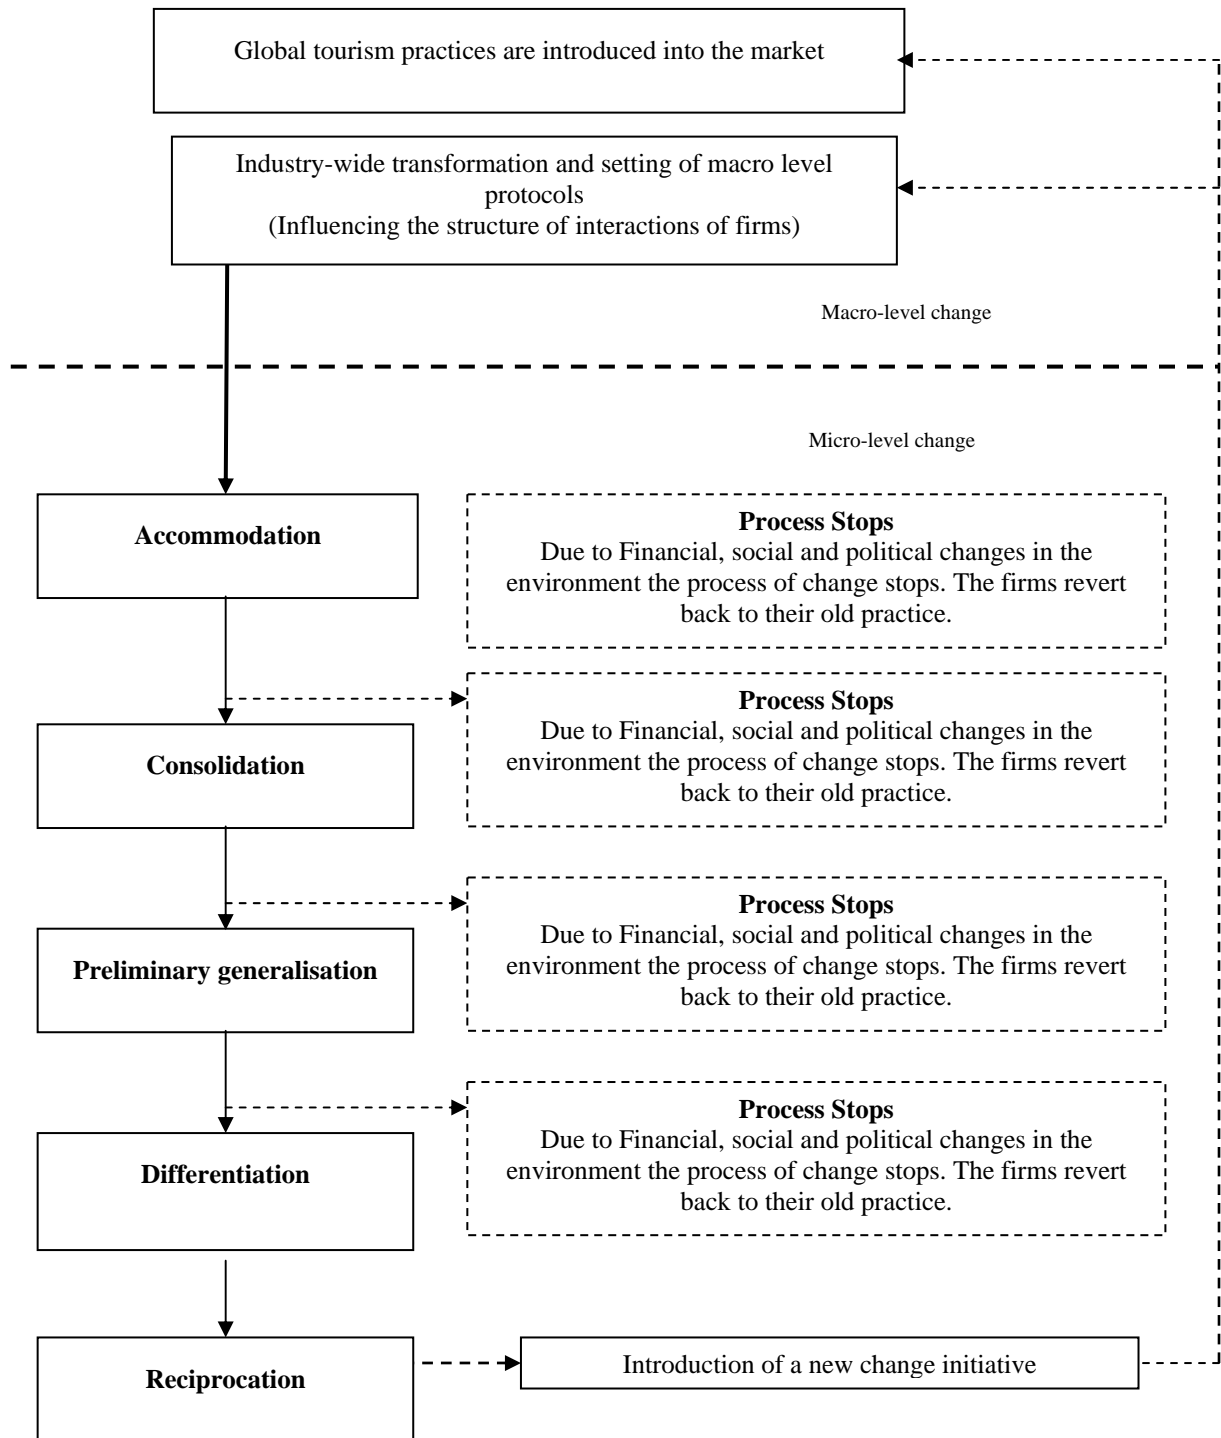 Global tourism practices are introduced into the market
Industry-wide transformation and setting of macro level
protocols
(Influencing the structure of interactions of firms)
Macro-level change
Micro-level change
Accommodation
Process Stops
Due to Financial, social and political changes in the
environment the process of change stops. The firms revert
back to their old practice.
Consolidation
Process Stops
Due to Financial, social and political changes in the
environment the process of change stops. The firms revert
back to their old practice.
Preliminary generalisation
Process Stops
Due to Financial, social and political changes in the
environment the process of change stops. The firms revert
back to their old practice.
Differentiation
Process Stops
Due to Financial, social and political changes in the
environment the process of change stops. The firms revert
back to their old practice.
Reciprocation
Introduction of a new change initiative